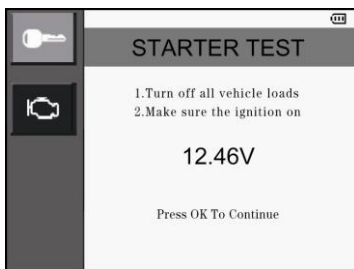 STARTER TEST
1.Turn off all vehicle loads
2.Make sure the ignition on
12.46V
Press OK To Continue